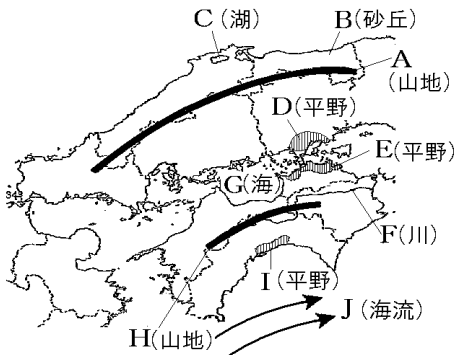 C(湖)
B(砂丘)
A
(山地)
D(平野)
E(平野)
G(海)
F(川)
I(平野)
J(海流)
H(山地)